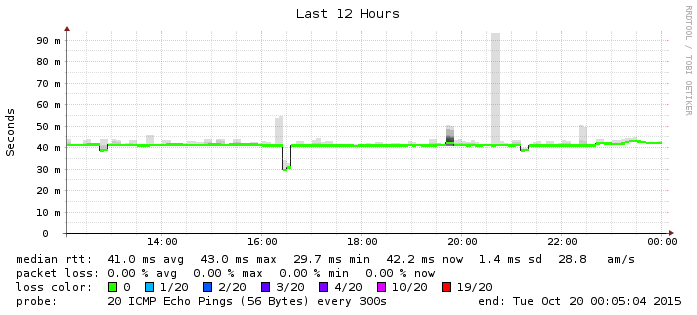 Last 12 Hours
RRDTOOL / TOBI OETIKER
Seconds
90 m
80 m
70 m
60 m
50 m
40 m
30 m
20 m
10 m
0
14:00 16:00 18:00 20:00 22:00 00:00
median rtt: 41.0 ms avg 43.0 ms max 29.7 ms min 42.2 ms now 1.4 ms sd 28.8 am/s
packet loss: 0.00 % avg 0.00 % max 0.00 % min 0.00 % now
loss color: 0 1/20 2/20 3/20 4/20 10/20 19/20
probe: 20 ICMP Echo Pings (56 Bytes) every 300s end: Tue Oct 20 00:05:04 2015